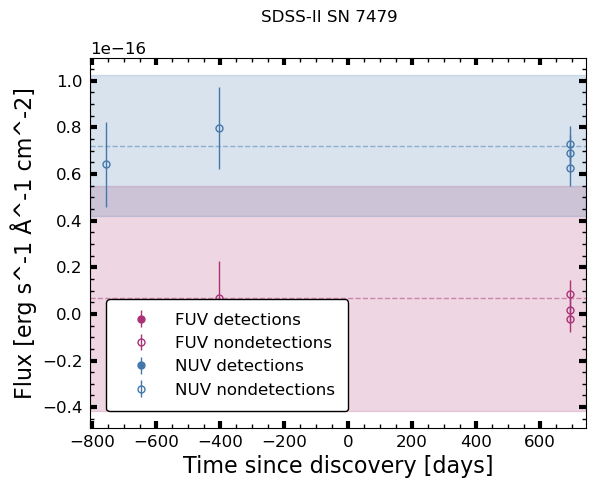 SDSS-II SN 7479
1e−16
Flux [erg s^-1 Å^-1 cm^-2]
1.0
0.8
0.6
0.4
0.2
0.0
−0.2
−0.4
FUV detections
FUV nondetections
NUV detections
NUV nondetections
−800 −600 −400 −200 0 200 400 600
Time since discovery [days]